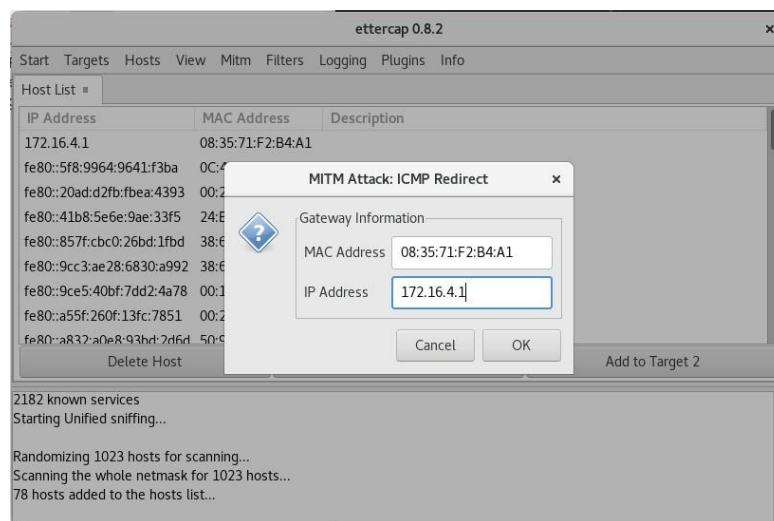 ettercap 0.8.2
Start Targets Hosts View Mitm Filters Logging Plugins Info
Host List
IP Address MAC Address Description
172.16.4.1 08:35:71:F2:B4:A1
fe80::5f8:9964:9641:f3ba
fe80::20ad:d2fb:fbea:4393
fe80::41b8:5e6e:9ae:33f5
fe80::857f:cbc0:26bd:1fbd
fe80::9cc3:ae28:6830:a992
fe80::9ce5:40bf:7dd2:4a78
fe80::a55f:260f:13fc:7851
fe80::a832:a0e8:93bd:2d6d
MITM Attack: ICMP Redirect
Gateway Information
MAC Address 08:35:71:F2:B4:A1
IP Address 172.16.4.1
Cancel OK
Delete Host Add to Target 2
2182 known services
Starting Unified sniffing...
Randomizing 1023 hosts for scanning...
Scanning the whole netmask for 1023 hosts...
78 hosts added to the hosts list...